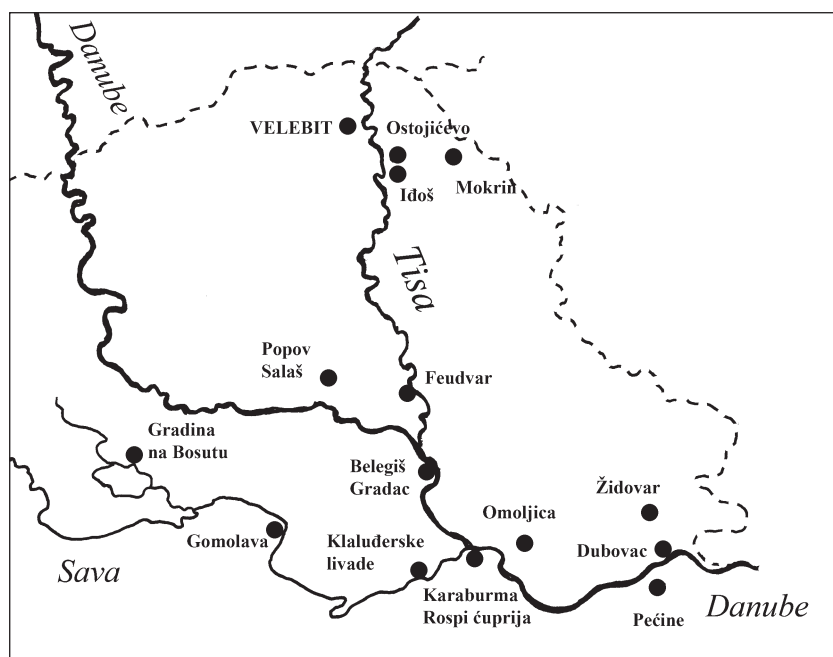 Danube
VELEBIT
Ostojićevo
Iđoš
Mokrin
Tisa
Popov
Salaš
Feudvar
Gradina
na Bosutu
Belegiš
Gradac
Židovar
Omoljica
Gomolava
Klaluđerske
livade
Dubovac
Sava
Karaburma
Rospi ćuprija
Pećine
Danube